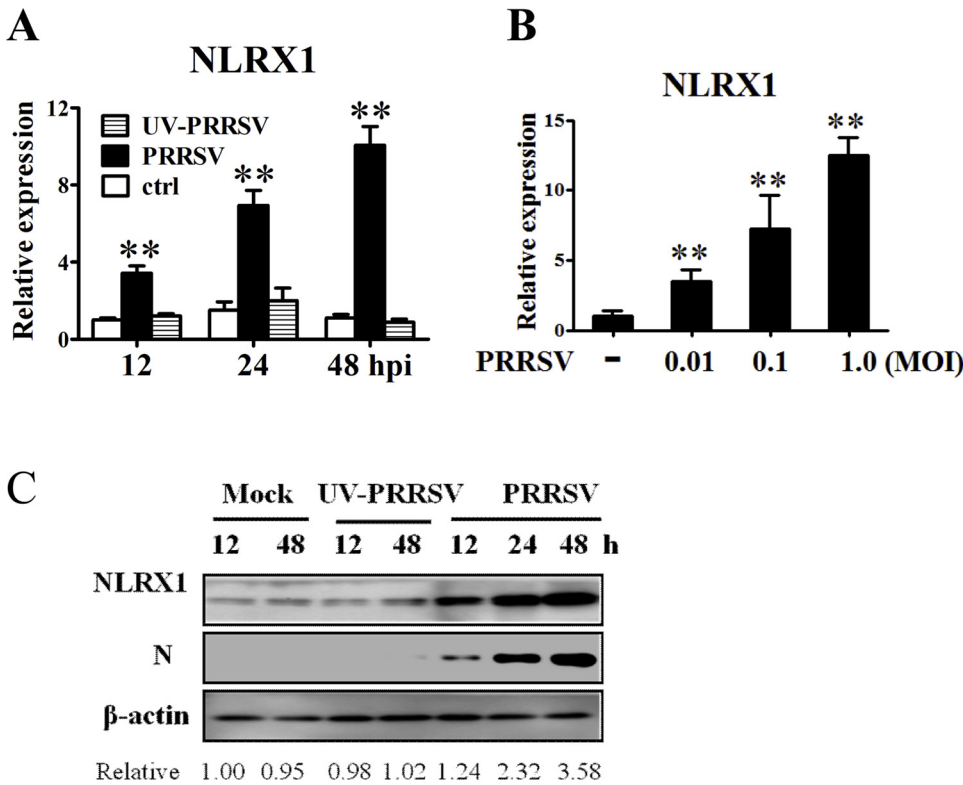 A
NLRX1
Relative expression
12
8
4
0
UV-PRRSV
PRRSV
ctrl
**
**
**
12 24 48 hpi
B
NLRX1
Relative expression
15
10
5
0
**
**
**
PRRSV - 0.01 0.1 1.0 (MOI)
C
Mock UV-PRRSV PRRSV
12 48 12 48 12 24 48 h
NLRX1
N
β-actin
Relative 1.00 0.95 0.98 1.02 1.24 2.32 3.58